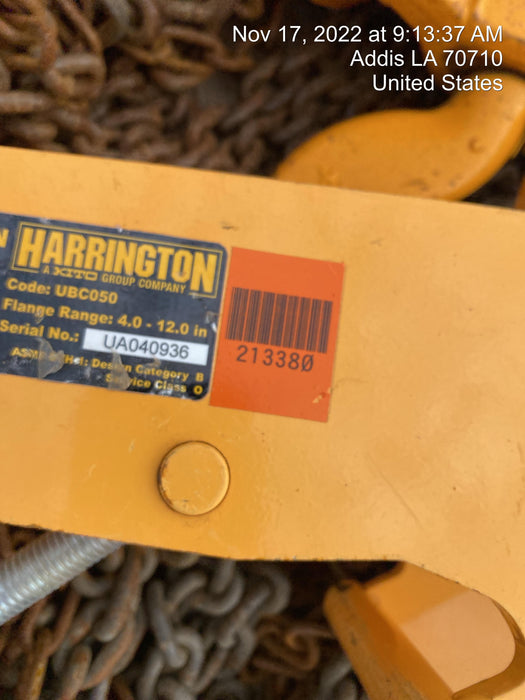 Nov 17, 2022 at 9:13:37 AM
Addis LA 70710
United States
N
HARRINGTON
A KITO GROUP COMPANY
Code: UBC050
Flange Range: 4.0 - 12.0 in
Serial No.: UA040936
Design Category B
Service Class 0
213380